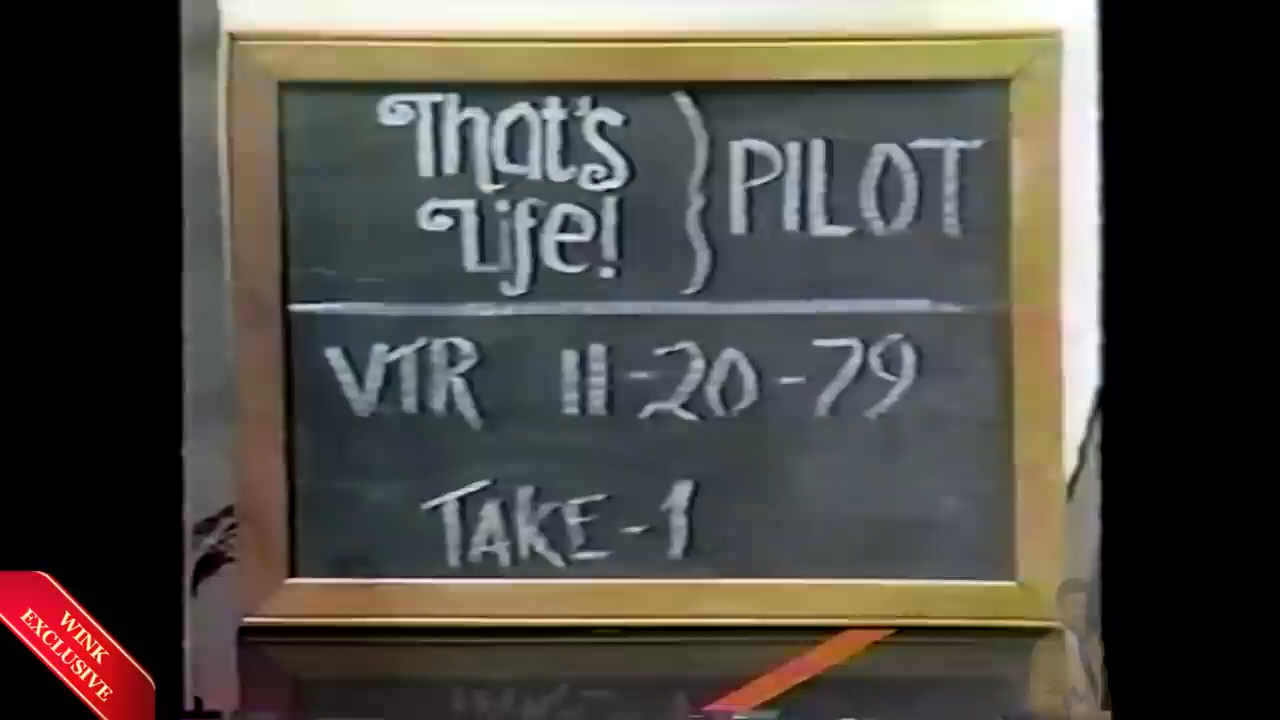 That's
Life! } PILOT
VTR 11-20-79
TAKE-1
WINK
EXCLUSIVE